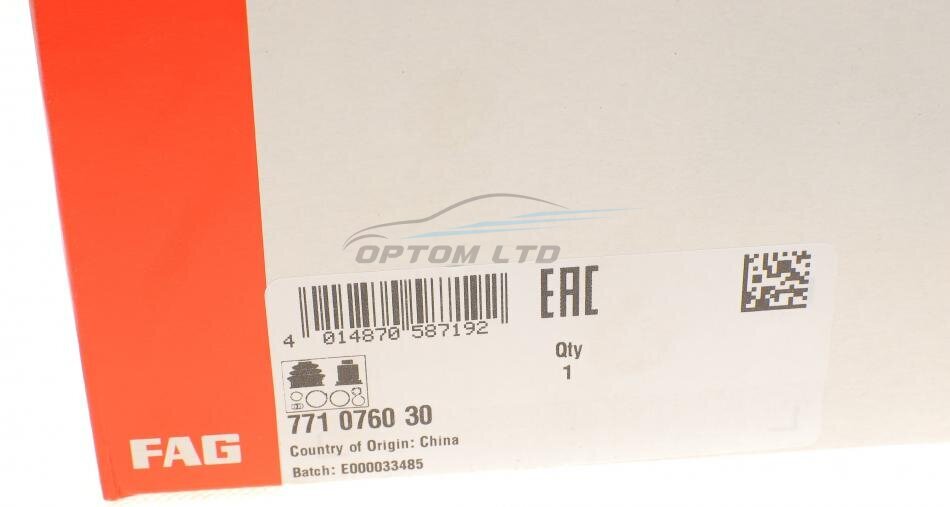 OPTOM LTD
EAC
4 014870 587192
Qty
1
771 0760 30
Country of Origin: China
Batch: E000033485
FAG